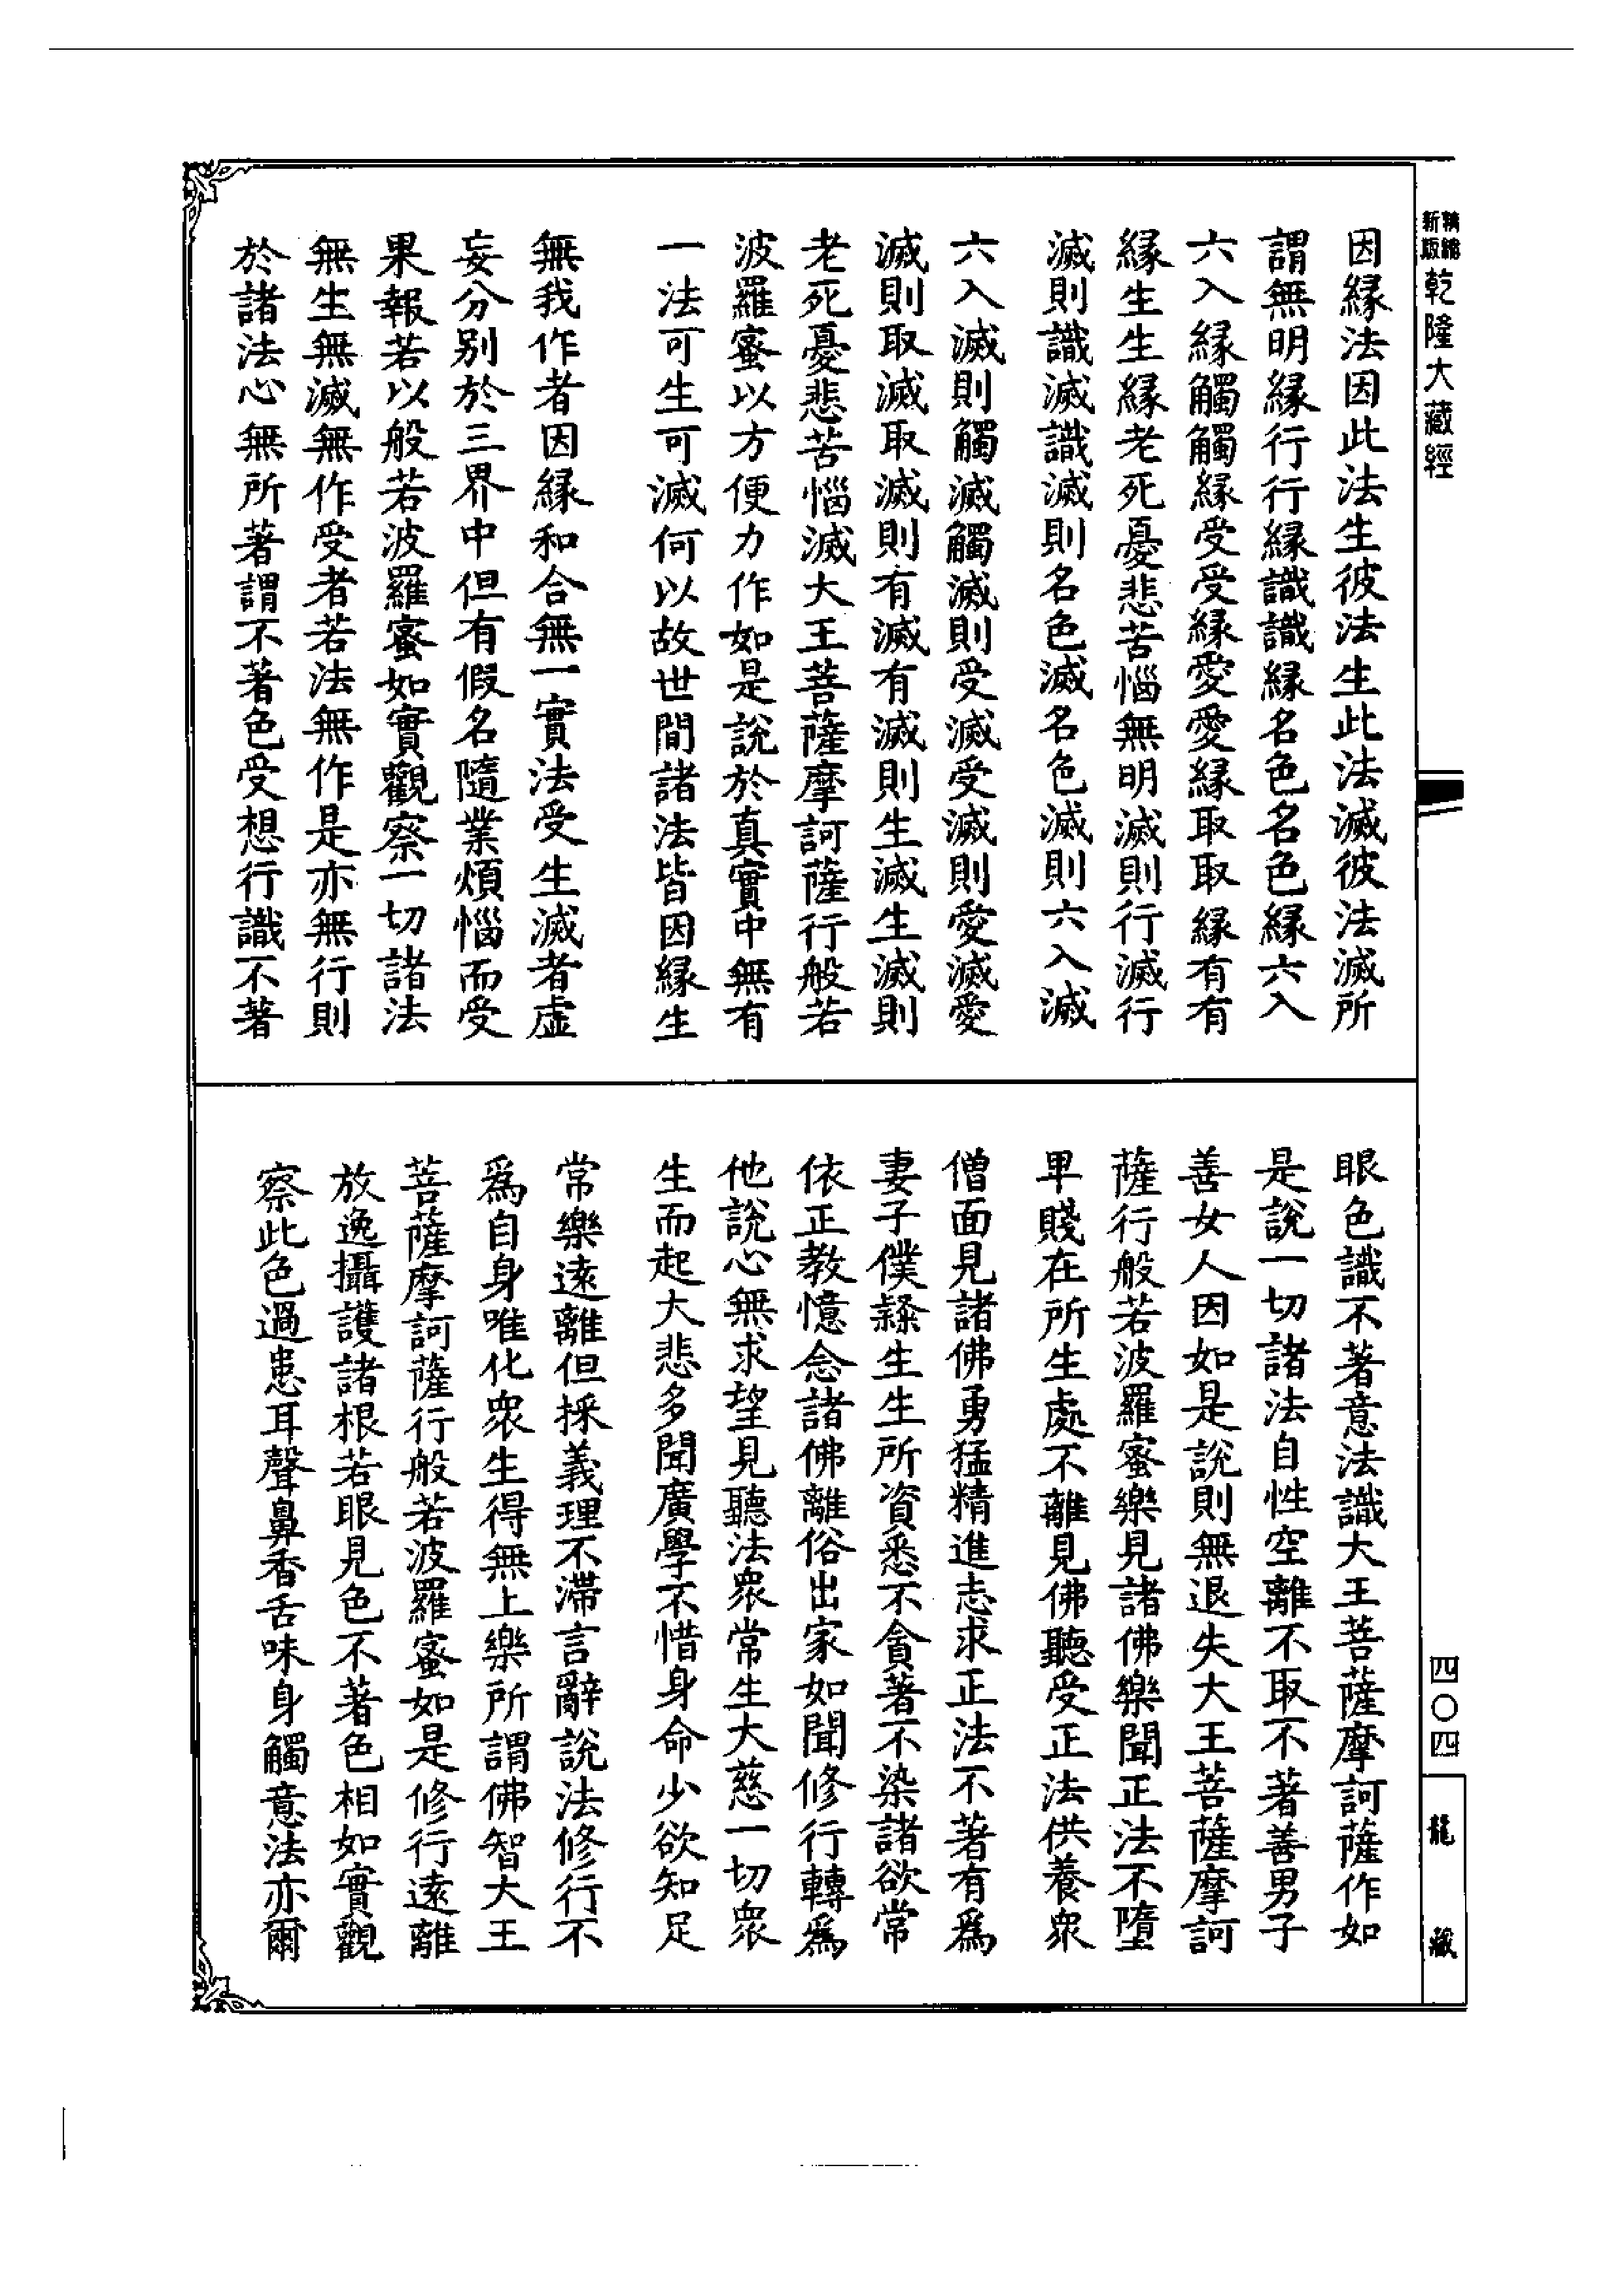 精縮新版乾隆大藏經
因緣法因此法生彼法生此法滅彼法滅所
謂無明緣行行緣識識緣名色名色緣六入
六入緣觸觸緣受受緣愛愛緣取取緣有有
緣生生緣老死憂悲苦惱無明滅則行滅行
滅則識滅識滅則名色滅名色滅則六入滅
六入滅則觸滅觸滅則受滅受滅則愛滅愛
滅則取滅取滅則有滅有滅則生滅生滅則
老死憂悲苦惱滅大王菩薩摩訶薩行般若
波羅蜜以方便力作如是說於真實中無有
一法可生可滅何以故世間諸法皆因緣生
無我作者因緣和合無一實法受生滅者虛
妄分別於三界中但有假名隨業煩惱而受
果報若以般若波羅蜜如實觀察一切諸法
無生無滅無作受者若法無作是亦無行則
於諸法心無所著謂不著色受想行識不著
眼色識不著意法識大王菩薩摩訶薩作如
是說一切諸法自性空離不取不著善男子
善女人因如是說則無退失大王菩薩摩訶
薩行般若波羅蜜樂見諸佛樂聞正法不墮
卑賤在所生處不離見佛聽受正法供養衆
僧面見諸佛勇猛精進志求正法不著有爲
妻子僕隸生生所資悉不貪著不染諸欲常
依正教憶念諸佛離俗出家如聞修行轉爲
他說心無求望見聽法衆常生大慈一切衆
生而起大悲多聞廣學不惜身命少欲知足
常樂遠離但採義理不滯言辭說法修行不
爲自身唯化衆生得無上樂所謂佛智大王
菩薩摩訶薩行般若波羅蜜如是修行遠離
放逸攝護諸根若眼見色不著色相如實觀
察此色過患耳聲鼻香舌味身觸意法亦爾
四〇四
龍藏